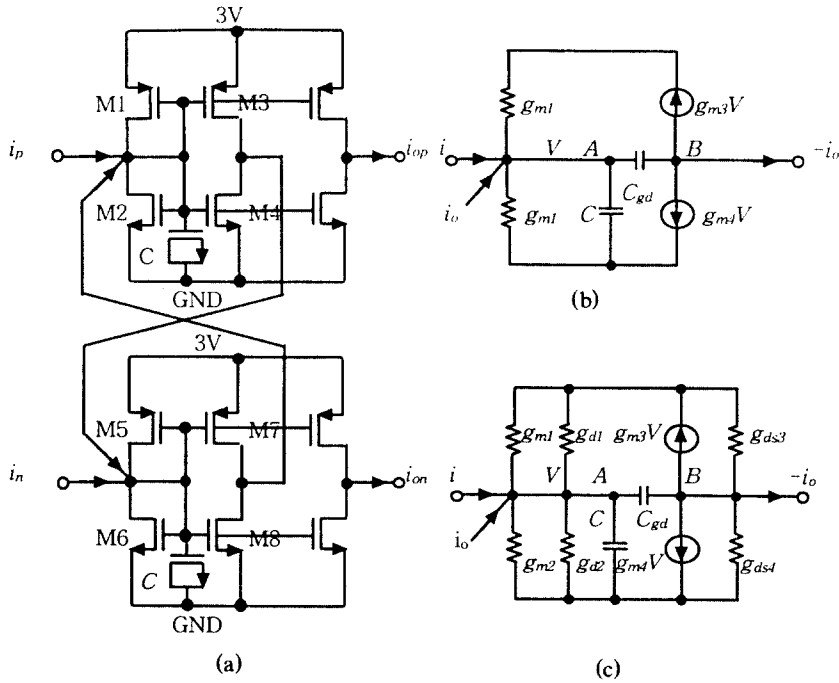 3V
M1
M3
i_p
i_op
M2
M4
C
GND
3V
M5
M7
i_n
i_on
M6
M8
C
GND
(a)
g_m1
g_m3V
i
V
A
B
-i_o
C_gd
i_o
g_m1
C
g_m4V
(b)
g_m1
g_d1
g_m3V
g_ds3
i
V
A
B
-i_o
C
C_gd
i_o
g_m2
g_d2
g_m4V
g_ds4
(c)